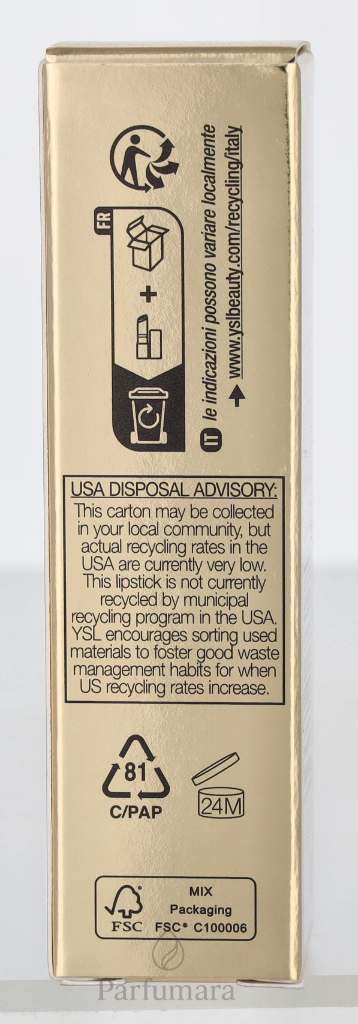 FR
+
IT le indicazioni possono variare localmente
www.yslbeauty.com/recycling/italy
USA DISPOSAL ADVISORY:
This carton may be collected
in your local community, but
actual recycling rates in the
USA are currently very low.
This lipstick is not currently
recycled by municipal
recycling program in the USA.
YSL encourages sorting used
materials to foster good waste
management habits for when
US recycling rates increase.
81
C/PAP
24M
FSC
MIX
Packaging
FSC® C100006
Parfumara